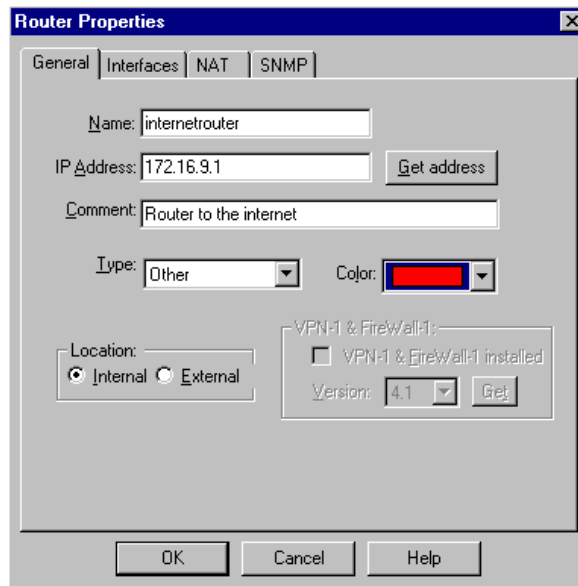 Router Properties
General Interfaces NAT SNMP
Name: internetrouter
IP Address: 172.16.9.1 Get address
Comment: Router to the internet
Type: Other Color:
VPN-1 & FireWall-1:
Location: VPN-1 & FireWall-1 installed
Internal External Version: 4.1 Get
OK Cancel Help